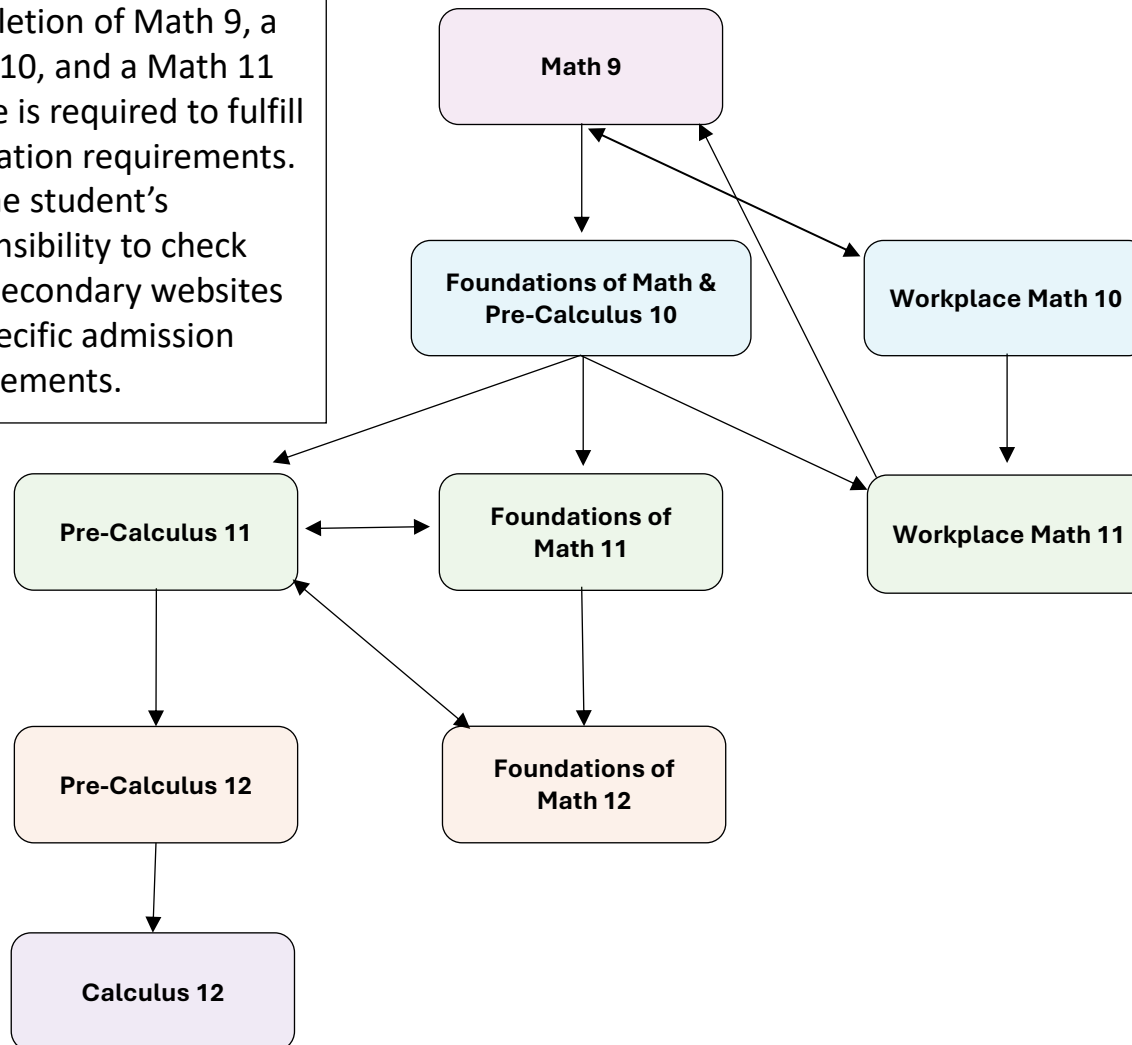 letion of Math 9, a
10, and a Math 11
e is required to fulfill
ation requirements.
ne student's
nsibility to check
econdary websites
ecific admission
ements.
Math 9
Foundations of Math &
Pre-Calculus 10
Workplace Math 10
Pre-Calculus 11
Foundations of
Math 11
Workplace Math 11
Pre-Calculus 12
Foundations of
Math 12
Calculus 12